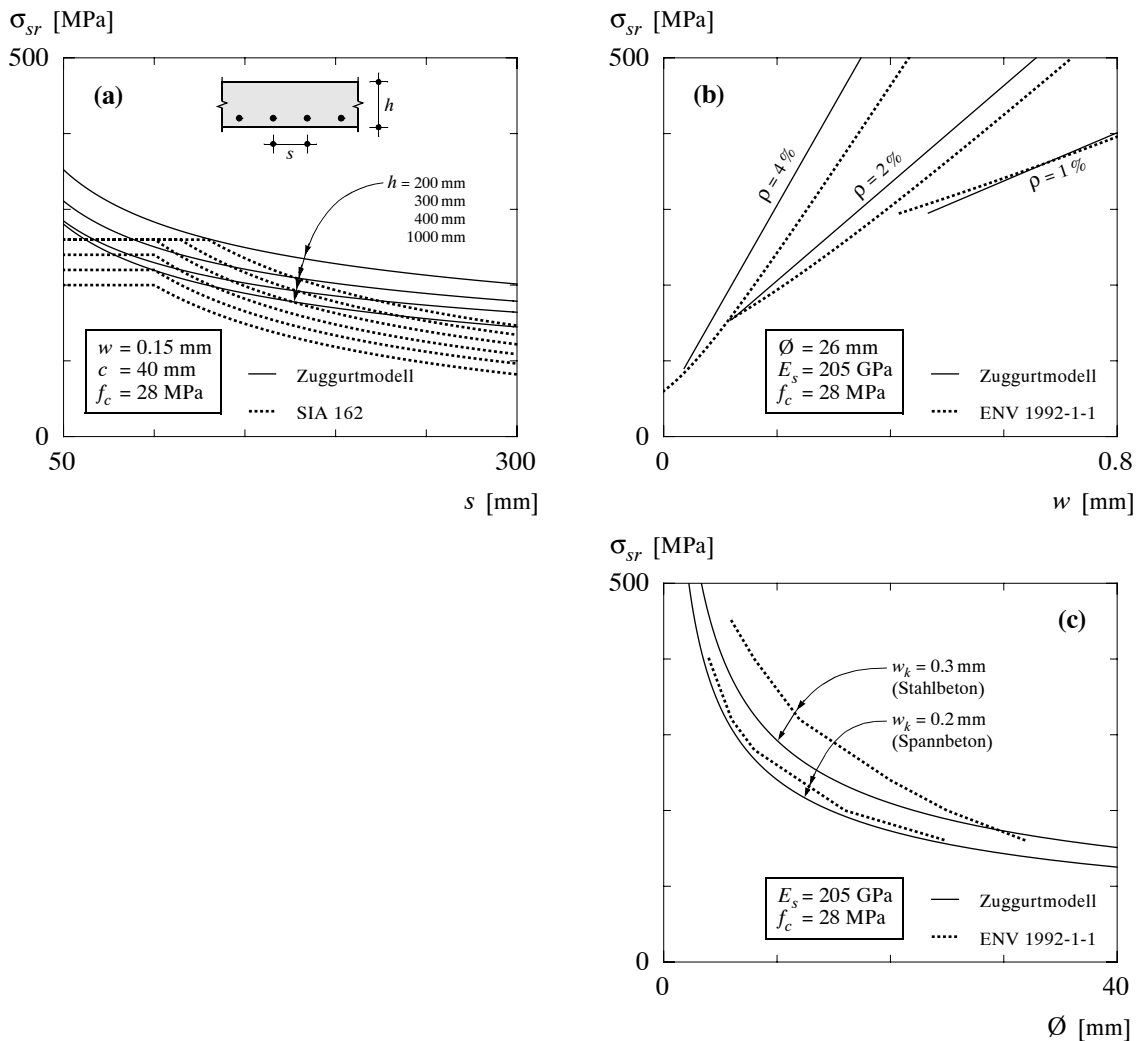 σsr [MPa]
500
(a)
h
s
h = 200 mm
300 mm
400 mm
1000 mm
w = 0.15 mm
c = 40 mm
fc = 28 MPa
Zuggurtmodell
SIA 162
0
50
300
s [mm]
σsr [MPa]
500
(b)
ρ = 4 %
ρ = 2 %
ρ = 1 %
Ø = 26 mm
Es = 205 GPa
fc = 28 MPa
Zuggurtmodell
ENV 1992-1-1
0
0
0.8
w [mm]
σsr [MPa]
500
(c)
wk = 0.3 mm
(Stahlbeton)
wk = 0.2 mm
(Spannbeton)
Es = 205 GPa
fc = 28 MPa
Zuggurtmodell
ENV 1992-1-1
0
0
40
Ø [mm]